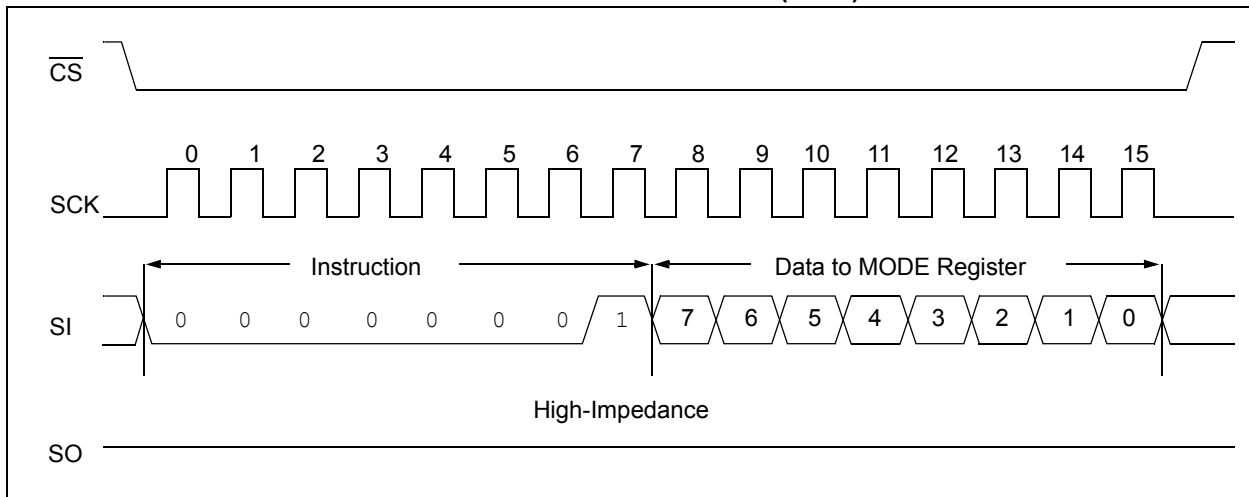 CS
0 1 2 3 4 5 6 7 8 9 10 11 12 13 14 15
SCK
Instruction Data to MODE Register
SI 0 0 0 0 0 0 0 1 7 6 5 4 3 2 1 0
High-Impedance
SO